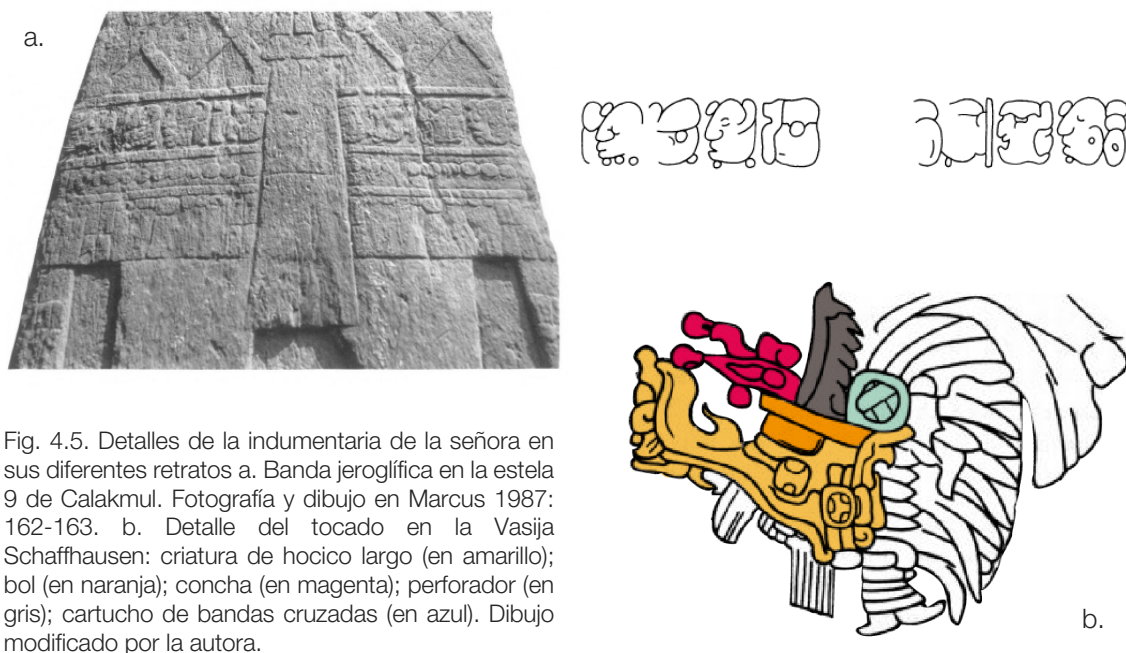 a.
Fig. 4.5. Detalles de la indumentaria de la señora en
sus diferentes retratos a. Banda jeroglífica en la estela
9 de Calakmul. Fotografía y dibujo en Marcus 1987:
162-163. b. Detalle del tocado en la Vasija
Schaffhausen: criatura de hocico largo (en amarillo);
bol (en naranja); concha (en magenta); perforador (en
gris); cartucho de bandas cruzadas (en azul). Dibujo
modificado por la autora.
b.